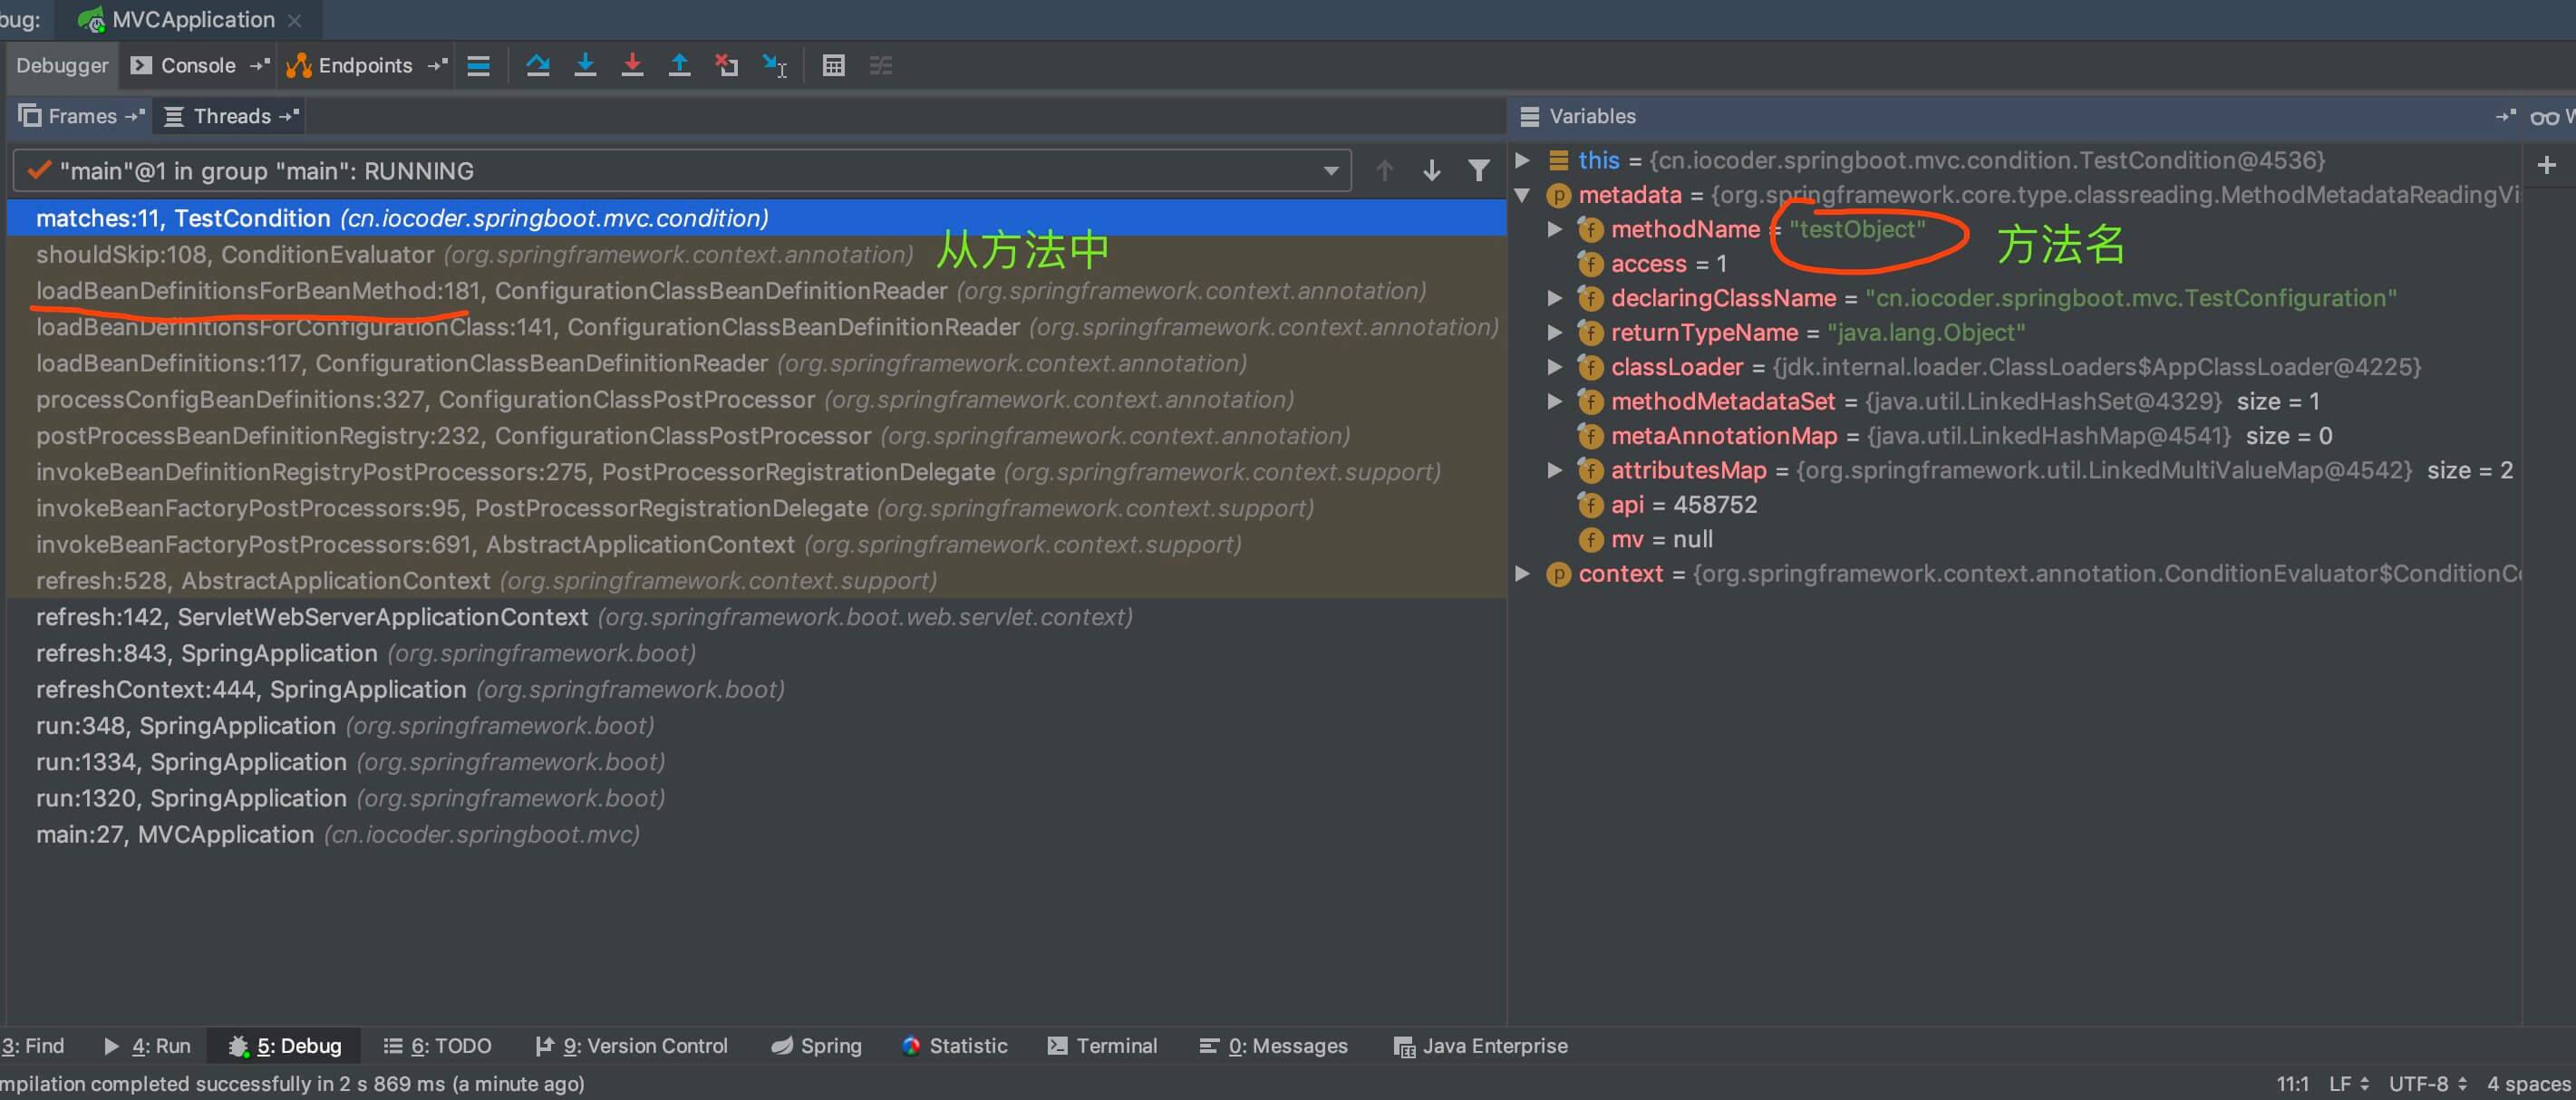 bug: MVCApplication
Debugger Console Endpoints
Frames Threads
"main"@1 in group "main": RUNNING
matches:11, TestCondition (cn.iocoder.springboot.mvc.condition)
shouldSkip:108, ConditionEvaluator (org.springframework.context.annotation) 从方法中
loadBeanDefinitionsForBeanMethod:181, ConfigurationClassBeanDefinitionReader (org.springframework.context.annotation)
loadBeanDefinitionsForConfigurationClass:141, ConfigurationClassBeanDefinitionReader (org.springframework.context.annotation)
loadBeanDefinitions:117, ConfigurationClassBeanDefinitionReader (org.springframework.context.annotation)
processConfigBeanDefinitions:327, ConfigurationClassPostProcessor (org.springframework.context.annotation)
postProcessBeanDefinitionRegistry:232, ConfigurationClassPostProcessor (org.springframework.context.annotation)
invokeBeanDefinitionRegistryPostProcessors:275, PostProcessorRegistrationDelegate (org.springframework.context.support)
invokeBeanFactoryPostProcessors:95, PostProcessorRegistrationDelegate (org.springframework.context.support)
invokeBeanFactoryPostProcessors:691, AbstractApplicationContext (org.springframework.context.support)
refresh:528, AbstractApplicationContext (org.springframework.context.support)
refresh:142, ServletWebServerApplicationContext (org.springframework.boot.web.servlet.context)
refresh:843, SpringApplication (org.springframework.boot)
refreshContext:444, SpringApplication (org.springframework.boot)
run:348, SpringApplication (org.springframework.boot)
run:1334, SpringApplication (org.springframework.boot)
run:1320, SpringApplication (org.springframework.boot)
main:27, MVCApplication (cn.iocoder.springboot.mvc)
Variables W
this = {cn.iocoder.springboot.mvc.condition.TestCondition@4536}
metadata = {org.springframework.core.type.classreading.MethodMetadataReadingVi
methodName = "testObject" 方法名
access = 1
declaringClassName = "cn.iocoder.springboot.mvc.TestConfiguration"
returnTypeName = "java.lang.Object"
classLoader = {jdk.internal.loader.ClassLoaders$AppClassLoader@4225}
methodMetadataSet = {java.util.LinkedHashSet@4329} size = 1
metaAnnotationMap = {java.util.LinkedHashMap@4541} size = 0
attributesMap = {org.springframework.util.LinkedMultiValueMap@4542} size = 2
api = 458752
mv = null
context = {org.springframework.context.annotation.ConditionEvaluator$ConditionC
3: Find 4: Run 5: Debug 6: TODO 9: Version Control Spring Statistic Terminal 0: Messages Java Enterprise
mpilation completed successfully in 2 s 869 ms (a minute ago) 11:1 LF UTF-8 4 spaces